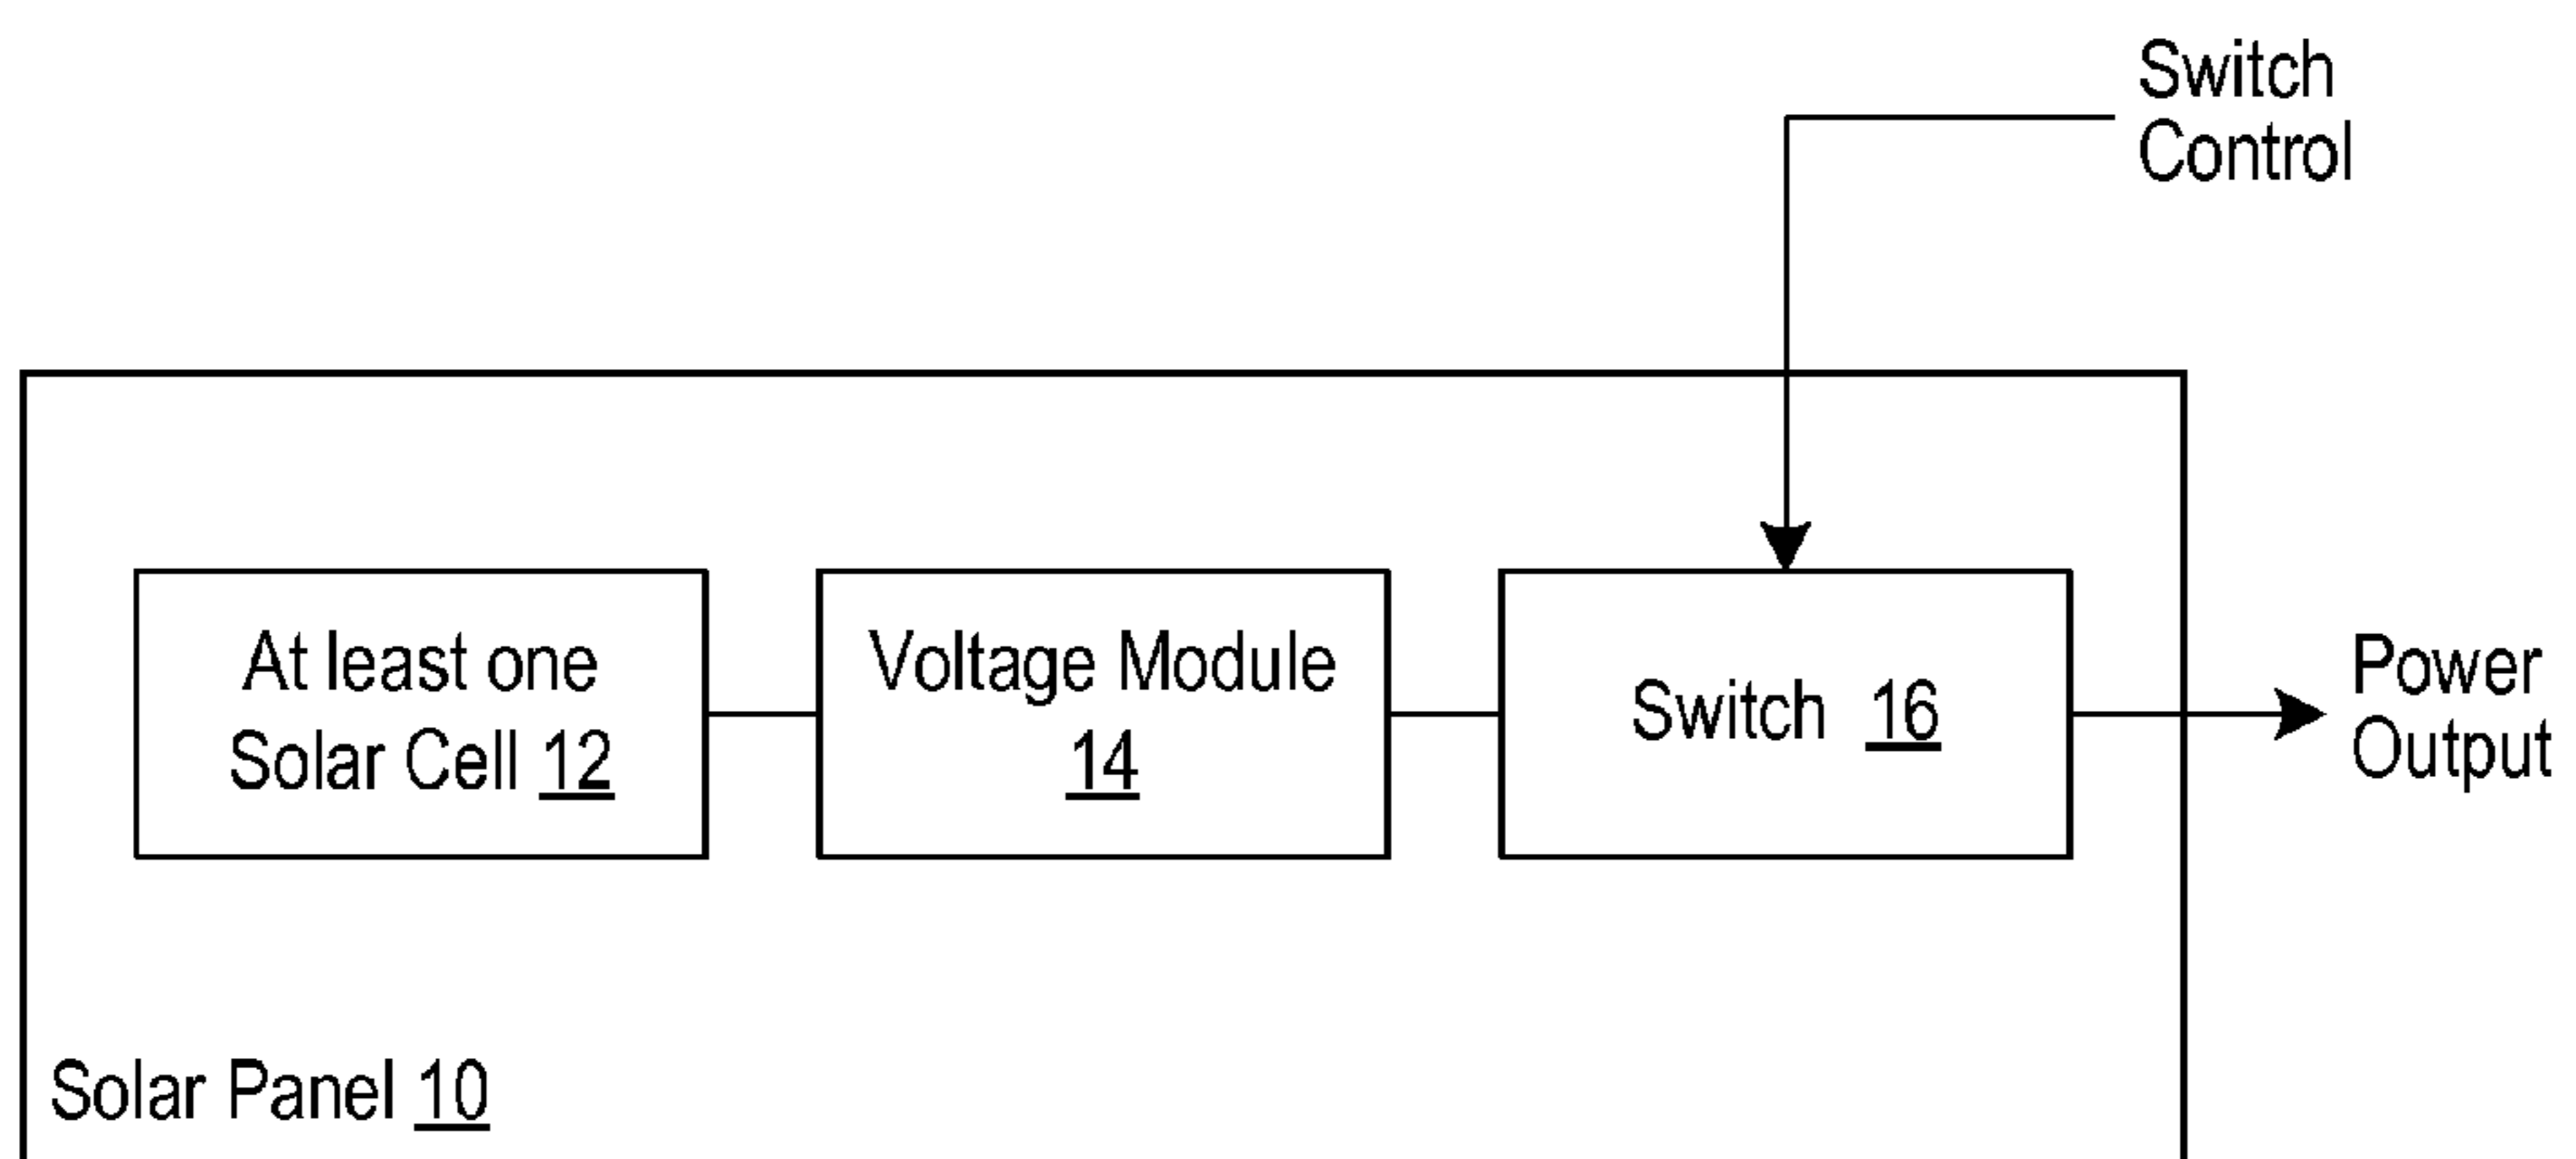 Switch
Control
At least one
Solar Cell 12
Voltage Module
14
Switch 16
Power
Output
Solar Panel 10